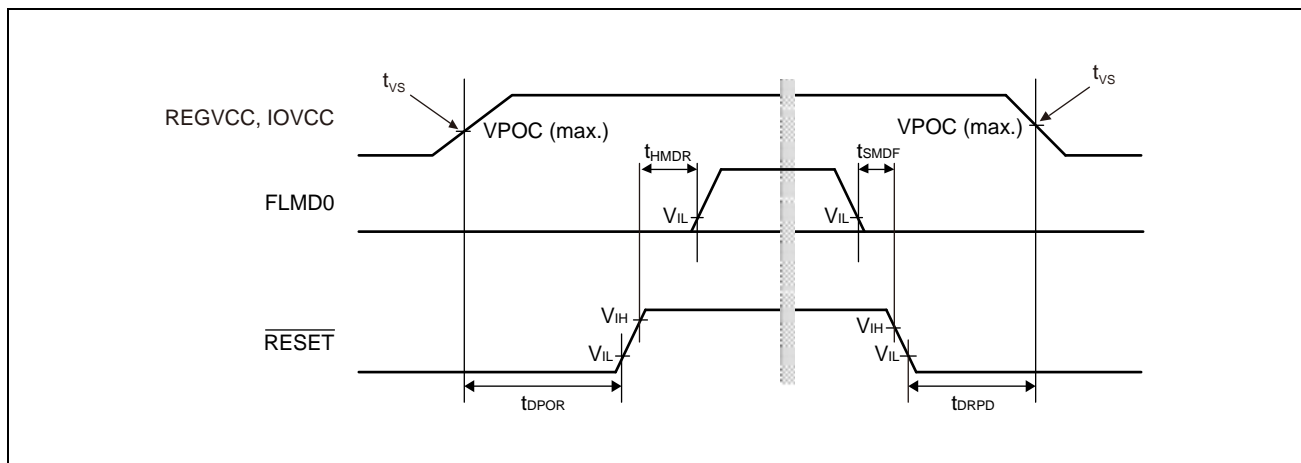 tVS
REGVCC, IOVCC
VPOC (max.)
VPOC (max.)
tVS
tHMDR
tSMDF
FLMD0
VIL
VIL
RESET
VIH
VIL
VIH
VIL
tDPOR
tDRPD